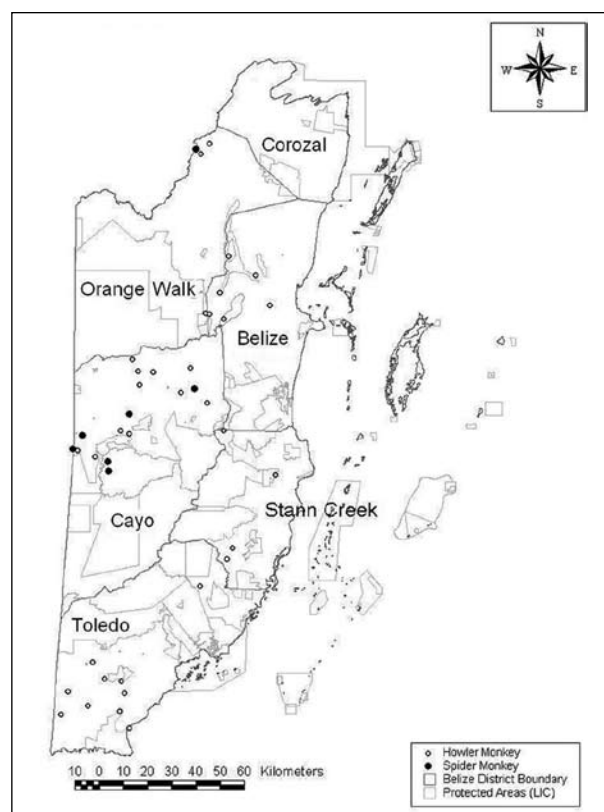 N
W E
S
Corozal
Orange Walk
Belize
Cayo
Stann Creek
Toledo
10 0 10 20 30 40 50 60 Kilometers
Howler Monkey
Spider Monkey
Belize District Boundary
Protected Areas (LIC)